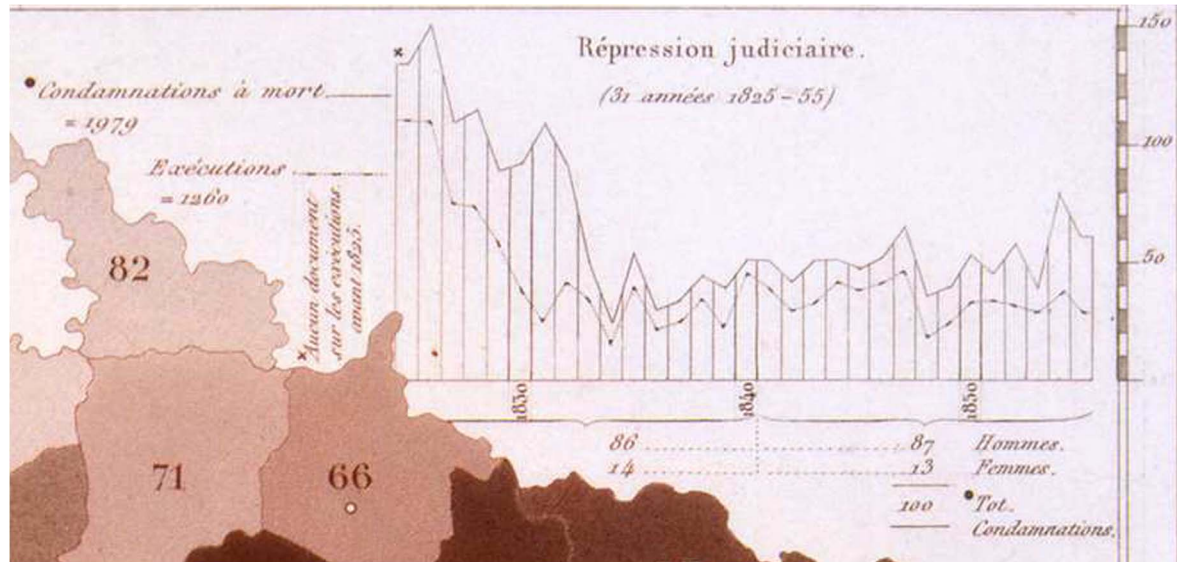 Répression judiciaire.
(31 années 1825–55)
Condamnations à mort
= 1979
Exécutions
= 1260
Aucun document
sur les exécutions
avant 1825.
150
100
50
82
71
66
1830
1840
1850
86 87 Hommes.
14 13 Femmes.
100 Tot.
Condamnations.